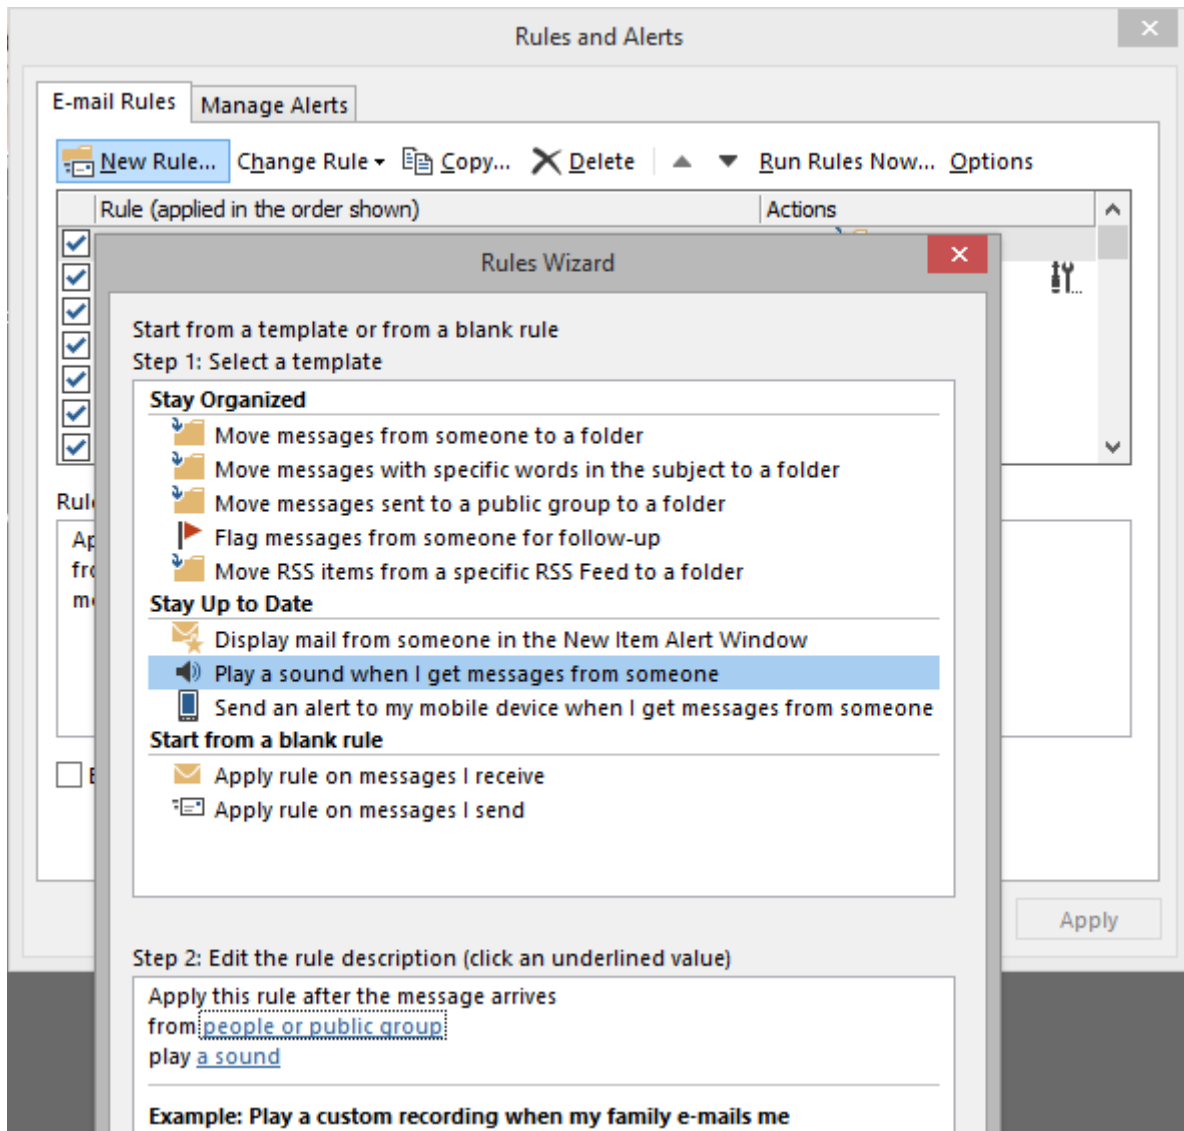 Rules and Alerts
E-mail Rules Manage Alerts
New Rule... Change Rule Copy... Delete Run Rules Now... Options
Rule (applied in the order shown) Actions
Rules Wizard
Start from a template or from a blank rule
Step 1: Select a template
Stay Organized
Move messages from someone to a folder
Move messages with specific words in the subject to a folder
Move messages sent to a public group to a folder
Flag messages from someone for follow-up
Move RSS items from a specific RSS Feed to a folder
Stay Up to Date
Display mail from someone in the New Item Alert Window
Play a sound when I get messages from someone
Send an alert to my mobile device when I get messages from someone
Start from a blank rule
Apply rule on messages I receive
Apply rule on messages I send
Apply
Step 2: Edit the rule description (click an underlined value)
Apply this rule after the message arrives
from people or public group
play a sound
Example: Play a custom recording when my family e-mails me